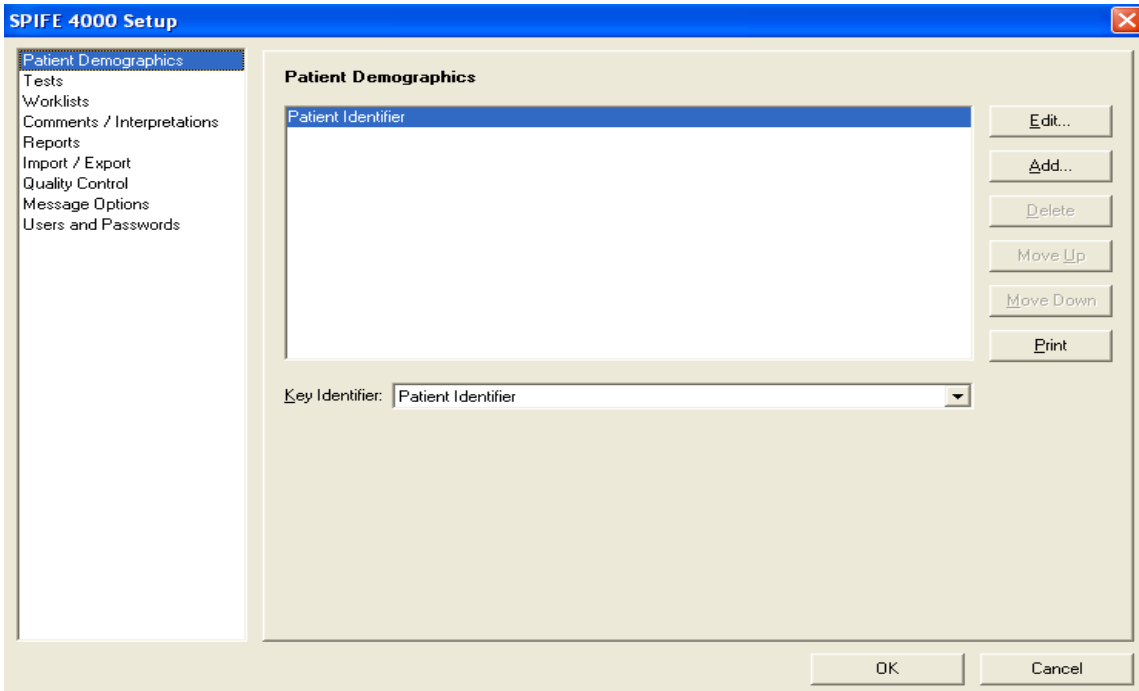 SPIFE 4000 Setup
Patient Demographics
Tests
Worklists
Comments / Interpretations
Reports
Import / Export
Quality Control
Message Options
Users and Passwords
Patient Demographics
Patient Identifier
Edit...
Add...
Delete
Move Up
Move Down
Print
Key Identifier: Patient Identifier
OK
Cancel